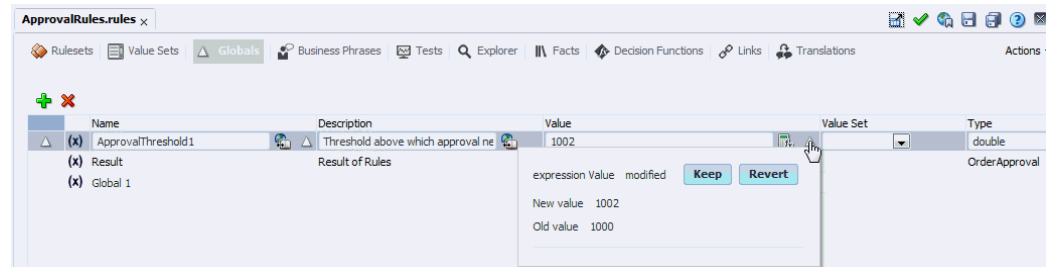 ApprovalRules.rules x
Rulesets Value Sets Globals Business Phrases Tests Explorer Facts Decision Functions Links Translations Actions
Name Description Value Value Set Type
(x) ApprovalThreshold1 Threshold above which approval ne 1002 double
(x) Result Result of Rules OrderApproval
(x) Global 1
expression Value modified Keep Revert
New value 1002
Old value 1000